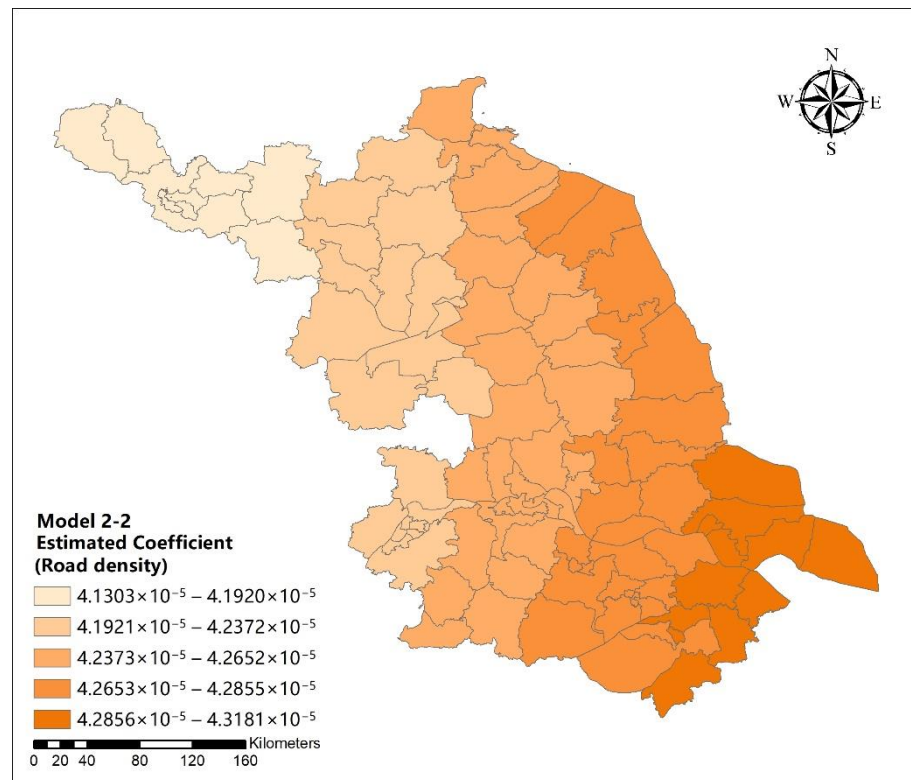 N
W E
S
Model 2-2
Estimated Coefficient
(Road density)
4.1303×10⁻⁵ – 4.1920×10⁻⁵
4.1921×10⁻⁵ – 4.2372×10⁻⁵
4.2373×10⁻⁵ – 4.2652×10⁻⁵
4.2653×10⁻⁵ – 4.2855×10⁻⁵
4.2856×10⁻⁵ – 4.3181×10⁻⁵
Kilometers
0 20 40 80 120 160